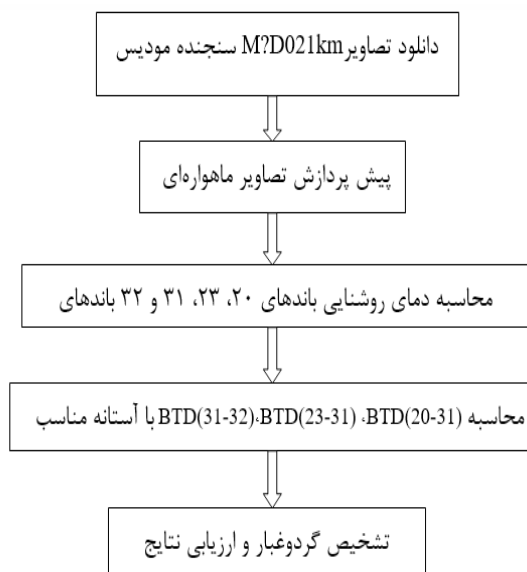 دانلود تصاویر M?D021km سنجنده مودیس
پیش پردازش تصاویر ماهواره‌ای
محاسبه دمای روشنایی باندهای ۲۰، ۲۳، ۳۱ و ۳۲ باندهای
محاسبه BTD(20-31)، BTD(23-31)،BTD(31-32) با آستانه مناسب
تشخیص گردوغبار و ارزیابی نتایج